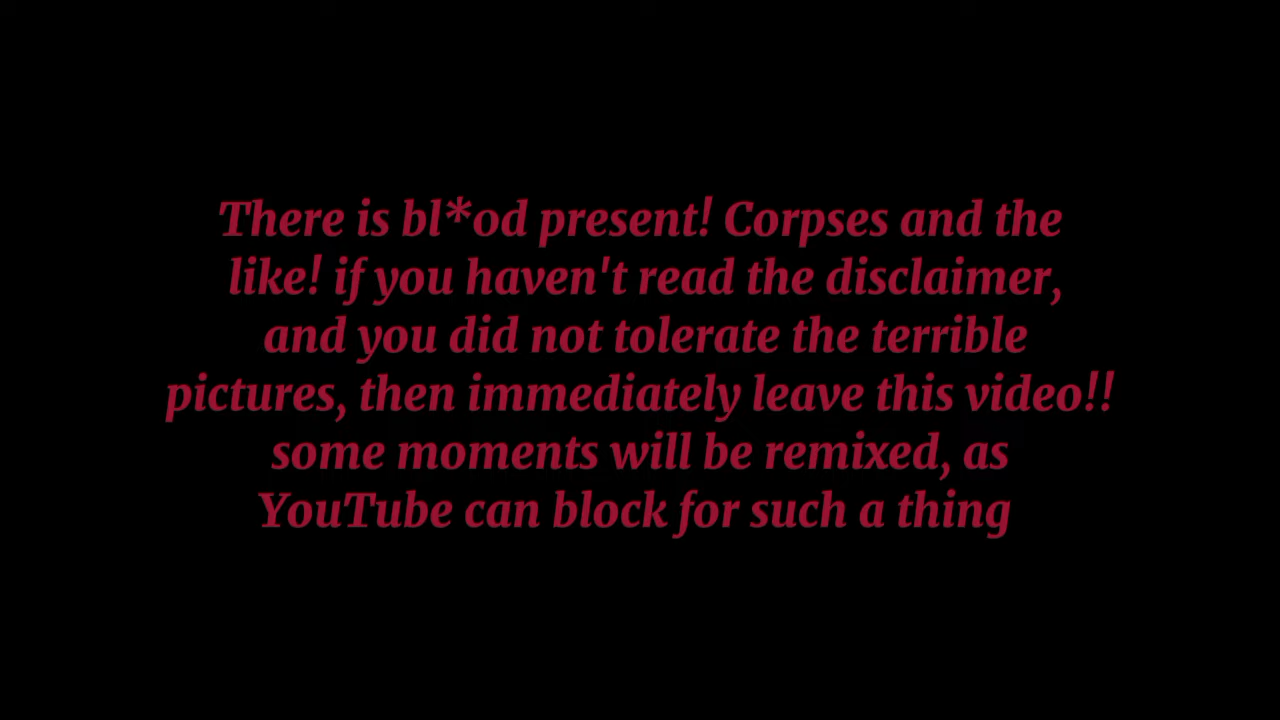 There is bl*od present! Corpses and the
like! if you haven't read the disclaimer,
and you did not tolerate the terrible
pictures, then immediately leave this video!!
some moments will be remixed, as
YouTube can block for such a thing